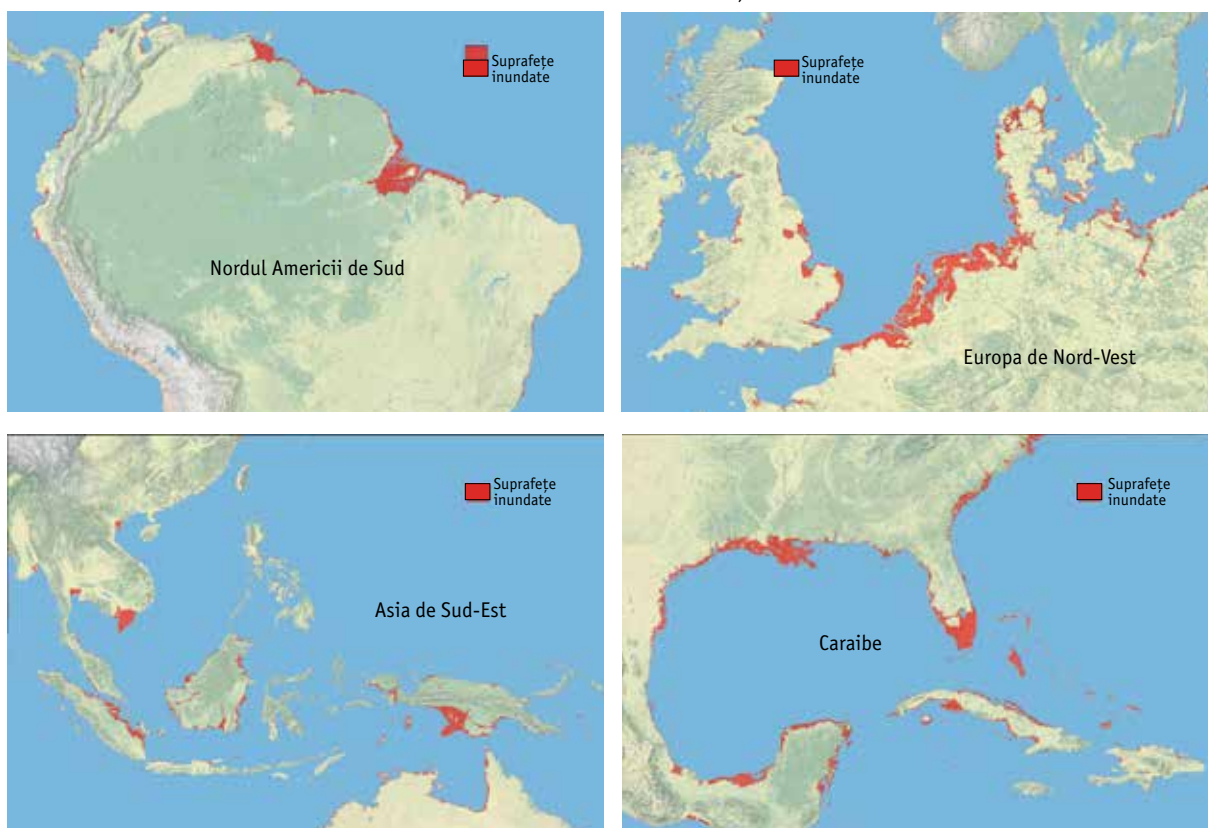 Suprafețe
inundate
Nordul Americii de Sud
Suprafețe
inundate
Europa de Nord-Vest
Suprafețe
inundate
Asia de Sud-Est
Suprafețe
inundate
Caraibe